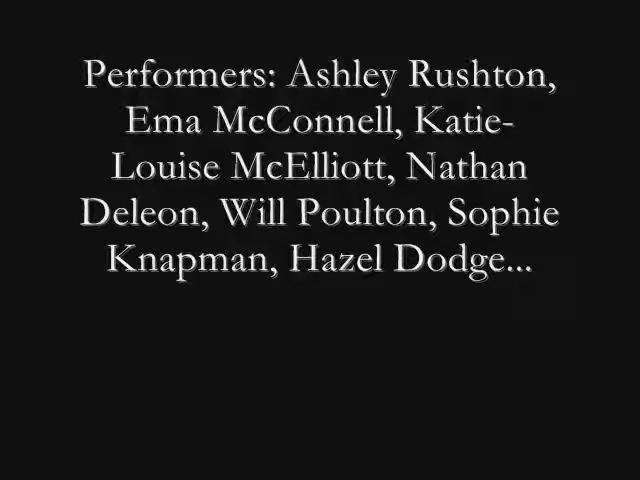 Performers: Ashley Rushton,
Ema McConnell, Katie-
Louise McElliott, Nathan
Deleon, Will Poulton, Sophie
Knapman, Hazel Dodge...